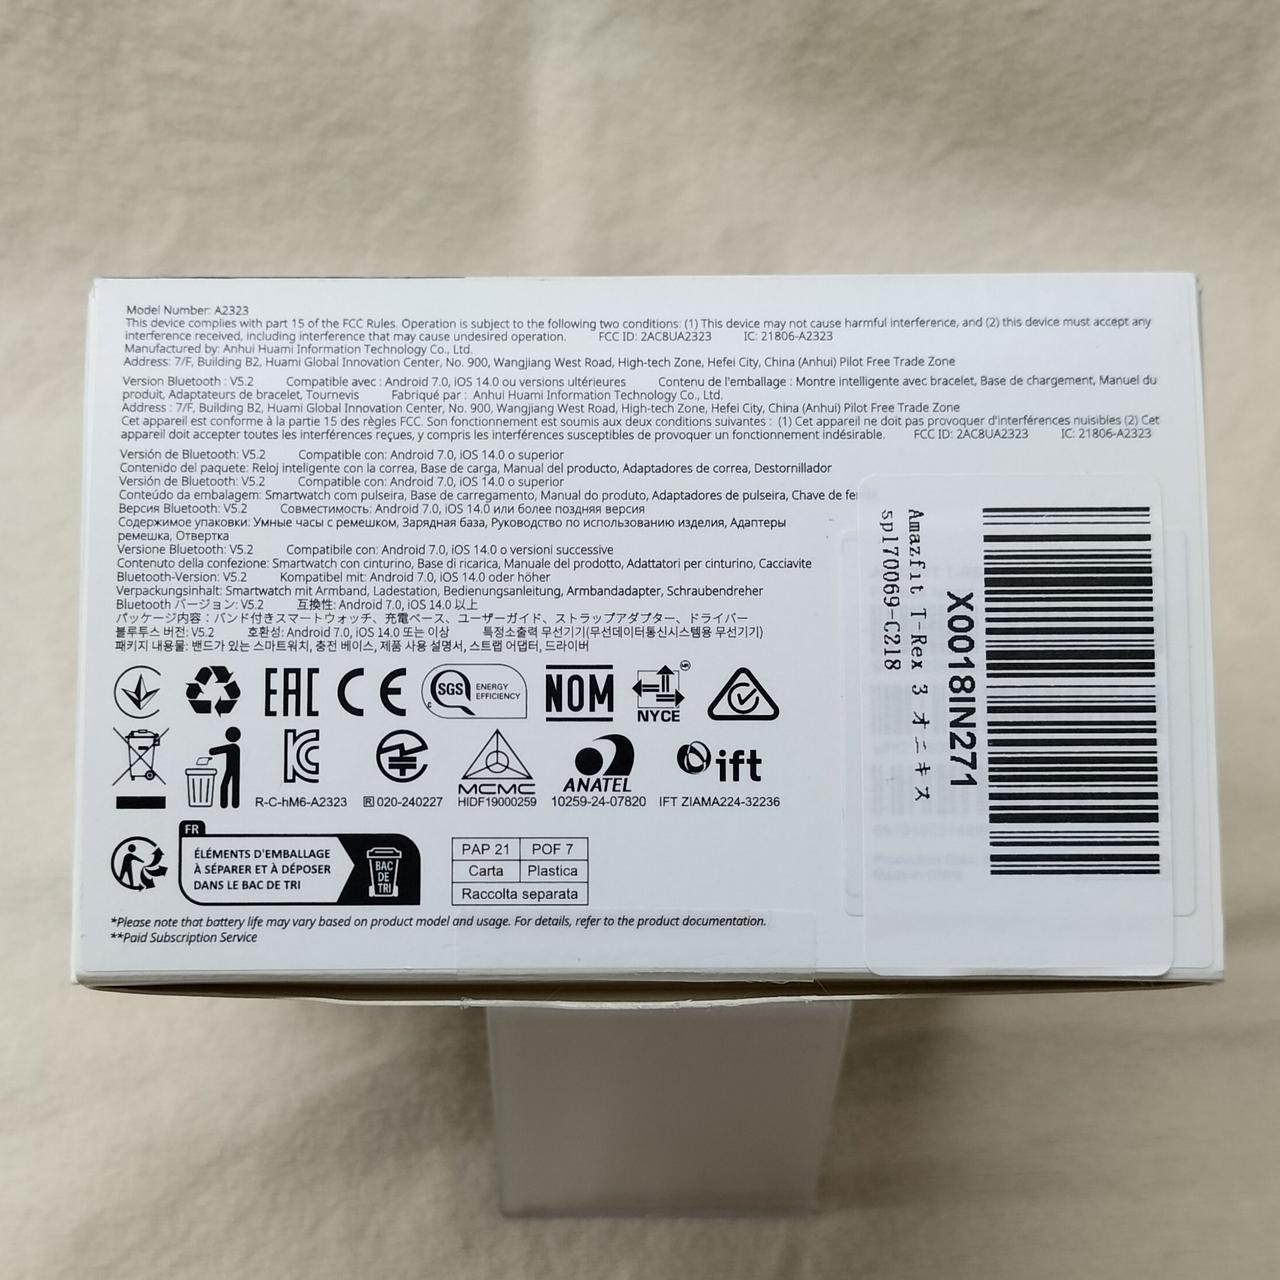 Model Number: A2323
This device complies with part 15 of the FCC Rules. Operation is subject to the following two conditions: (1) This device may not cause harmful interference, and (2) this device must accept any
interference received, including interference that may cause undesired operation. FCC ID: 2AC8UA2323 IC: 21806-A2323
Manufactured by: Anhui Huami Information Technology Co., Ltd.
Address: 7/F, Building B2, Huami Global Innovation Center, No. 900, Wangjiang West Road, High-tech Zone, Hefei City, China (Anhui) Pilot Free Trade Zone
Version Bluetooth : V5.2 Compatible avec : Android 7.0, iOS 14.0 ou versions ultérieures Contenu de l'emballage : Montre intelligente avec bracelet, Base de chargement, Manuel du
produit, Adaptateurs de bracelet, Tournevis Fabriqué par : Anhui Huami Information Technology Co., Ltd.
Address : 7/F, Building B2, Huami Global Innovation Center, No. 900, Wangjiang West Road, High-tech Zone, Hefei City, China (Anhui) Pilot Free Trade Zone
Cet appareil est conforme à la partie 15 des règles FCC. Son fonctionnement est soumis aux deux conditions suivantes : (1) Cet appareil ne doit pas provoquer d'interférences nuisibles (2) Cet
appareil doit accepter toutes les interférences reçues, y compris les interférences susceptibles de provoquer un fonctionnement indésirable. FCC ID: 2AC8UA2323 IC: 21806-A2323
Versión de Bluetooth: V5.2 Compatible con: Android 7.0, iOS 14.0 o superior
Contenido del paquete: Reloj inteligente con la correa, Base de carga, Manual del producto, Adaptadores de correa, Destornillador
Versión de Bluetooth: V5.2 Compatible con: Android 7.0, iOS 14.0 o superior
Conteúdo da embalagem: Smartwatch com pulseira, Base de carregamento, Manual do produto, Adaptadores de pulseira, Chave de fenda
Версия Bluetooth: V5.2 Совместимость: Android 7.0, iOS 14.0 или более поздняя версия
Содержимое упаковки: Умные часы с ремешком, Зарядная база, Руководство по использованию изделия, Адаптеры
ремешка, Отвертка
Versione Bluetooth: V5.2 Compatibile con: Android 7.0, iOS 14.0 o versioni successive
Contenuto della confezione: Smartwatch con cinturino, Base di ricarica, Manuale del prodotto, Adattatori per cinturino, Cacciavite
Bluetooth-Version: V5.2 Kompatibel mit: Android 7.0, iOS 14.0 oder höher
Verpackungsinhalt: Smartwatch mit Armband, Ladestation, Bedienungsanleitung, Armbandadapter, Schraubendreher
Bluetooth バージョン: V5.2 互換性: Android 7.0, iOS 14.0 以上
パッケージ内容：バンド付きスマートウォッチ、充電ベース、ユーザーガイド、ストラップアダプター、ドライバー
블루투스 버전: V5.2 호환성: Android 7.0, iOS 14.0 또는 이상 특정소출력 무선기기(무선데이터통신시스템용 무선기기)
패키지 내용물: 밴드가 있는 스마트워치, 충전 베이스, 제품 사용 설명서, 스트랩 어댑터, 드라이버
EAC CE SGS ENERGY EFFICIENCY NOM NYCE
MCMC ANATEL ift
R-C-hM6-A2323 R 020-240227 HIDF19000259 10259-24-07820 IFT ZIAMA224-32236
FR
ÉLÉMENTS D'EMBALLAGE
À SÉPARER ET À DÉPOSER
DANS LE BAC DE TRI
BAC
DE
TRI
PAP 21 POF 7
Carta Plastica
Raccolta separata
*Please note that battery life may vary based on product model and usage. For details, refer to the product documentation.
**Paid Subscription Service
X0018IN271
Amazfit T-Rex 3 オニキス
sp170069-C218